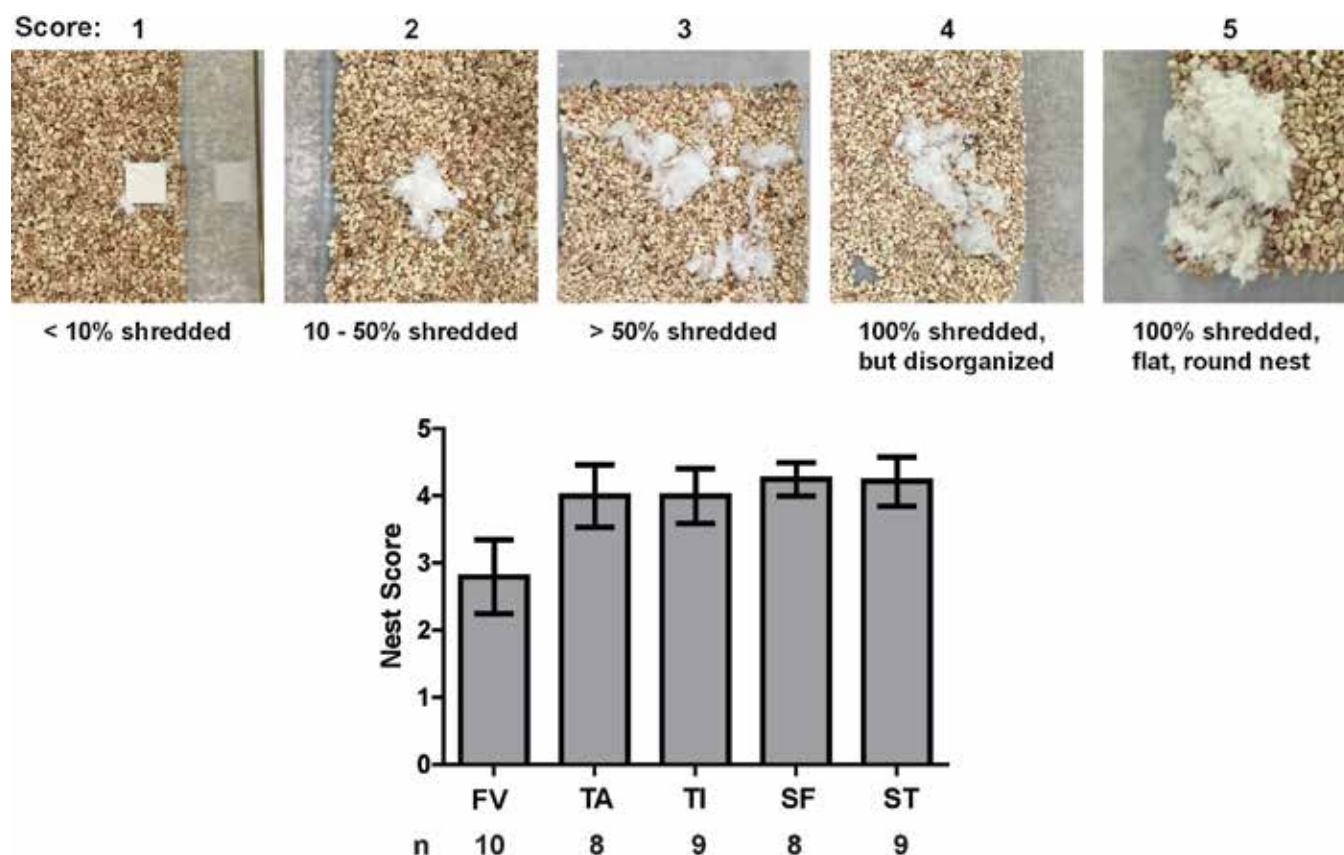 Score: 1 2 3 4 5
< 10% shredded 10 - 50% shredded > 50% shredded 100% shredded, 100% shredded,
but disorganized flat, round nest
5
4
3
2
1
0
Nest Score
FV TA TI SF ST
n 10 8 9 8 9